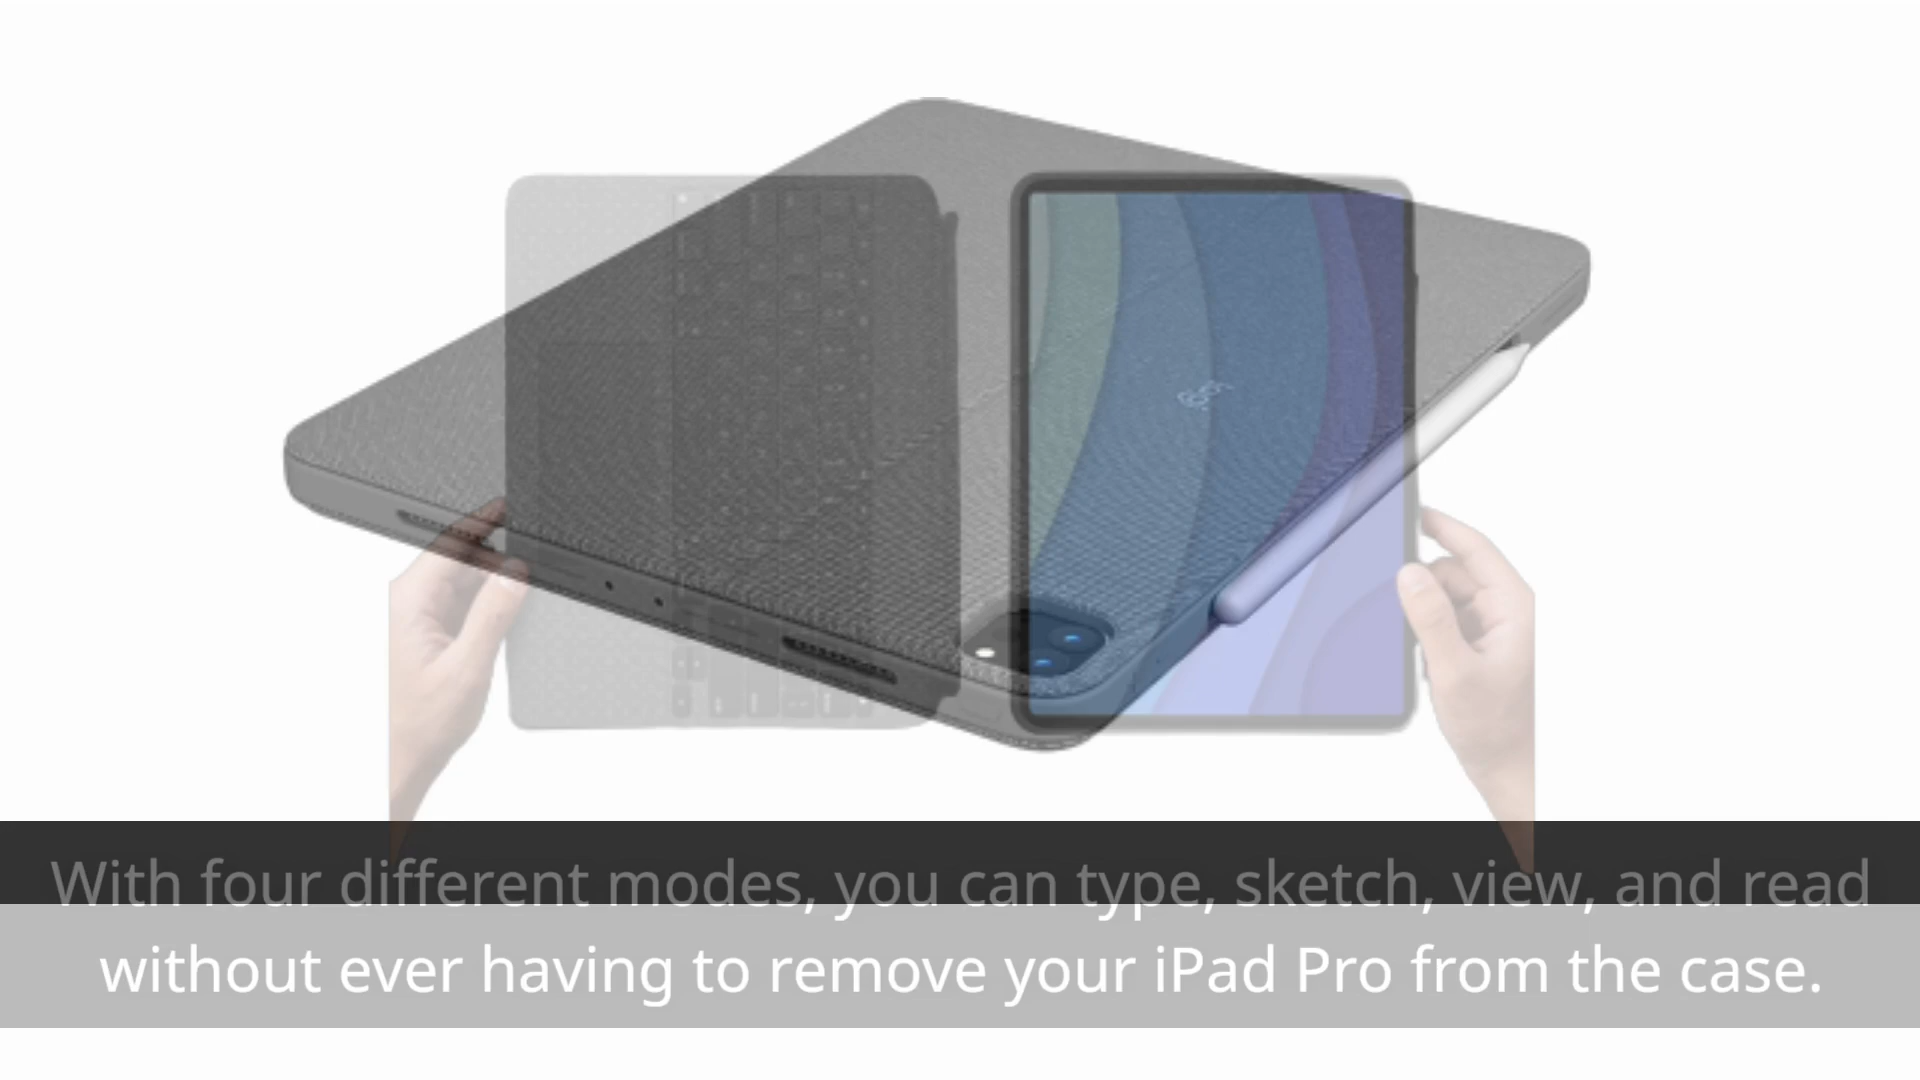 logi
With four different modes, you can type, sketch, view, and read
without ever having to remove your iPad Pro from the case.